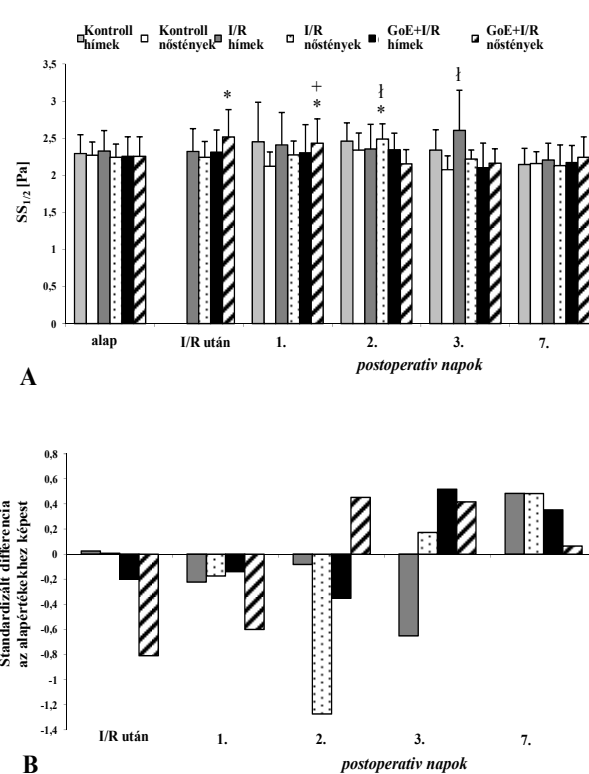 A
Kontroll hímek
Kontroll nőstények
I/R hímek
I/R nőstények
GoE+I/R hímek
GoE+I/R nőstények
SS1/2 [Pa]
3,5
3
2,5
2
1,5
1
0,5
0
*
+
*
ł
*
ł
alap
I/R után
1.
2.
3.
7.
postoperativ napok
B
Standardizált differencia
az alapértékekhez képest
0,8
0,6
0,4
0,2
0
-0,2
-0,4
-0,6
-0,8
-1
-1,2
-1,4
I/R után
1.
2.
3.
7.
postoperativ napok